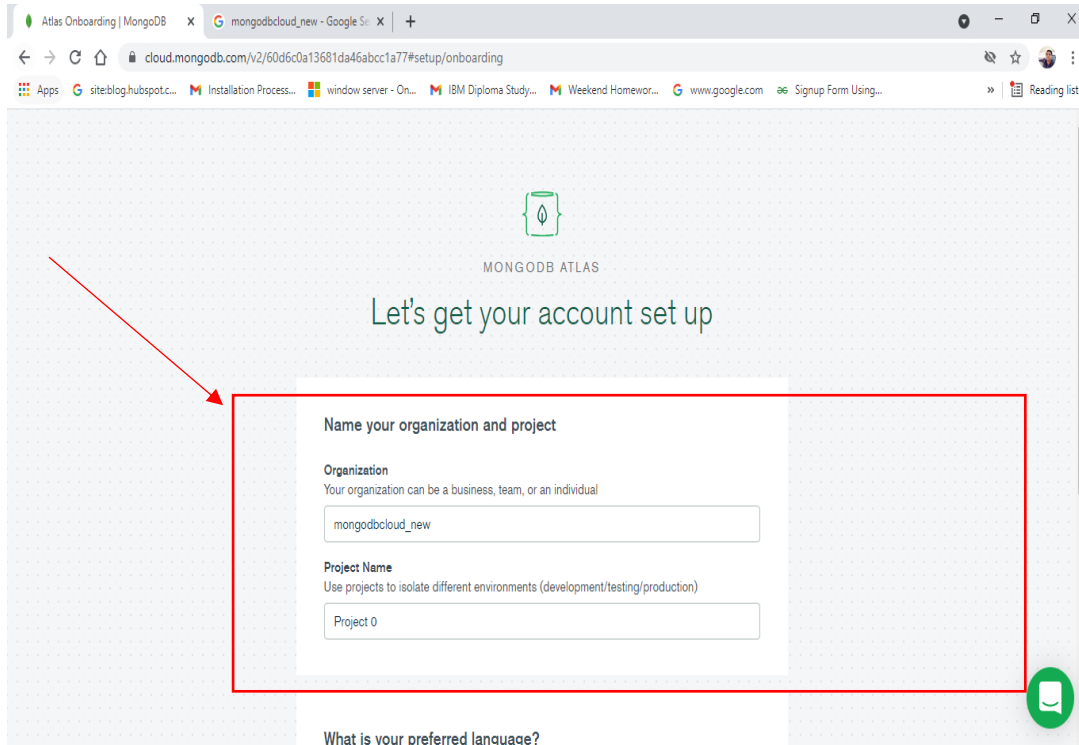 Atlas Onboarding | MongoDB
mongodbcloud_new - Google Se
cloud.mongodb.com/v2/60d6c0a13681da46abcc1a77#setup/onboarding
Apps
site:blog.hubspot.c...
Installation Process...
window server - On...
IBM Diploma Study...
Weekend Homewor...
www.google.com
Signup Form Using...
»
Reading list
MONGODB ATLAS
Let's get your account set up
Name your organization and project
Organization
Your organization can be a business, team, or an individual
mongodbcloud_new
Project Name
Use projects to isolate different environments (development/testing/production)
Project 0
What is your preferred language?